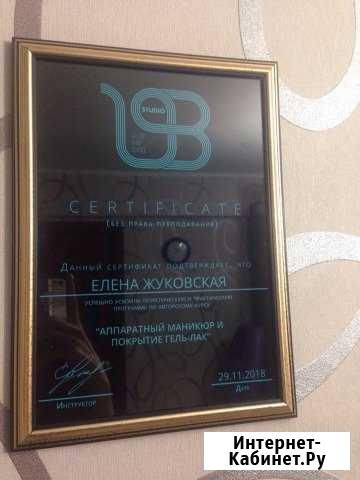 STUDIO
CERTIFICATE
(БЕЗ ПРАВА ПРЕПОДАВАНИЯ)
ДАННЫЙ СЕРТИФИКАТ ПОДТВЕРЖДАЕТ, ЧТО
ЕЛЕНА ЖУКОВСКАЯ
УСПЕШНО УСВОИЛА ТЕОРЕТИЧЕСКУЮ И ПРАКТИЧЕСКУЮ
ПРОГРАММУ ПО АВТОРСКОМУ КУРСУ
"АППАРАТНЫЙ МАНИКЮР И
ПОКРЫТИЕ ГЕЛЬ-ЛАК"
29.11.2018
ИНСТРУКТОР
ДАТА
Интернет-
Кабинет.Ру